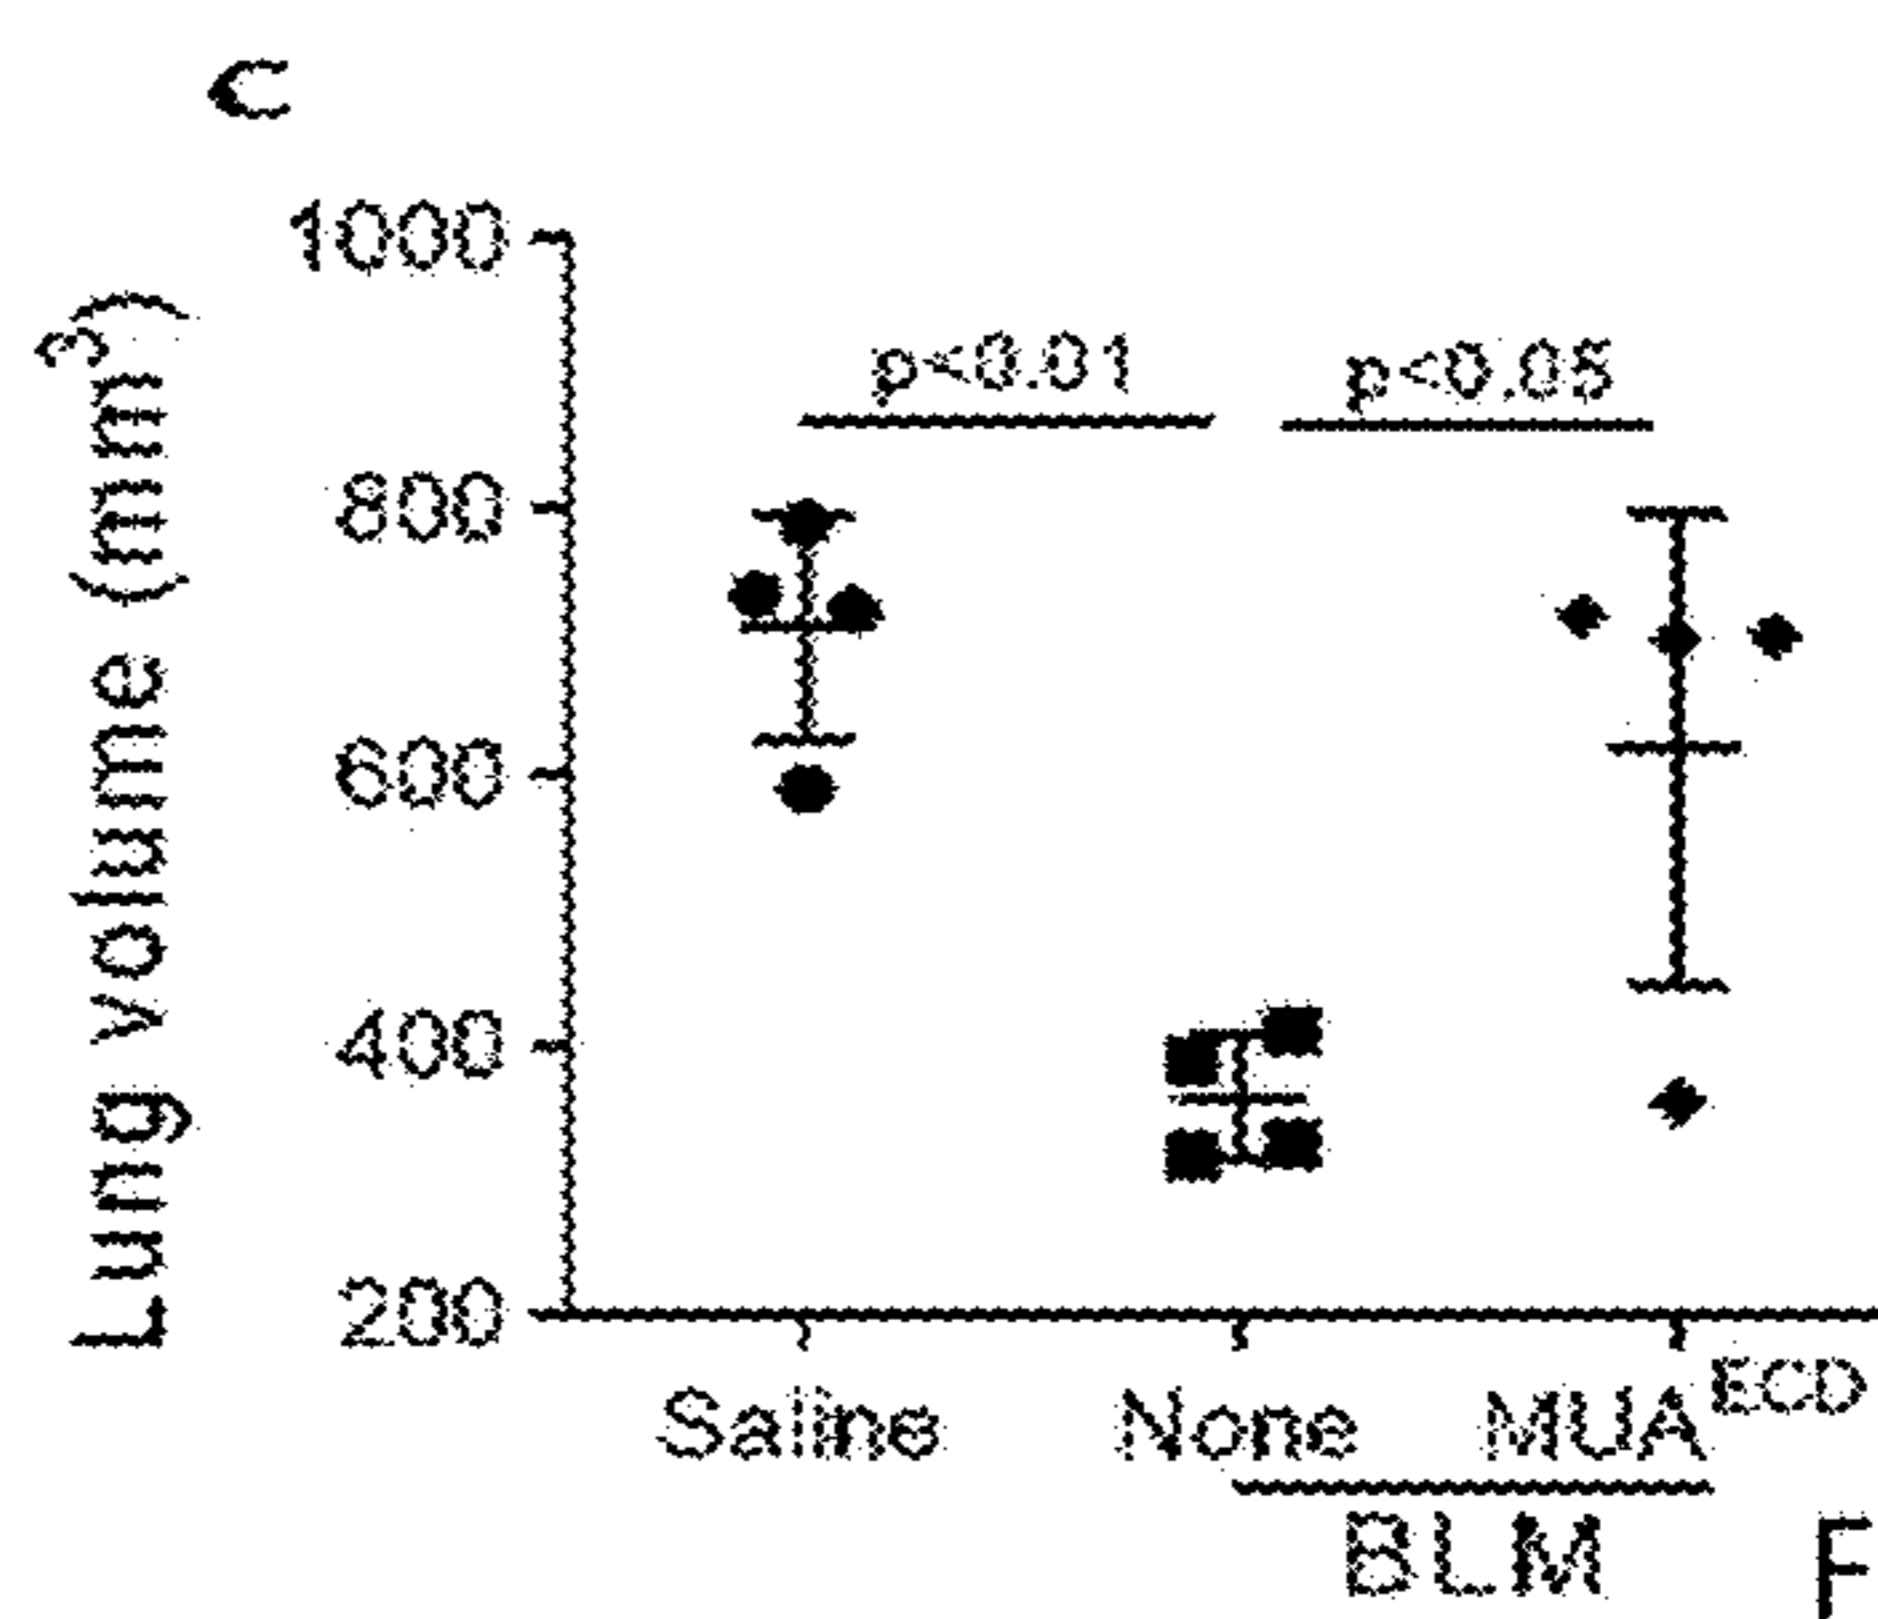 C
Lung volume (mm³)
1000
800
600
400
200
p<0.01
p<0.05
Saline
None
MUA^ECD
BLM
F